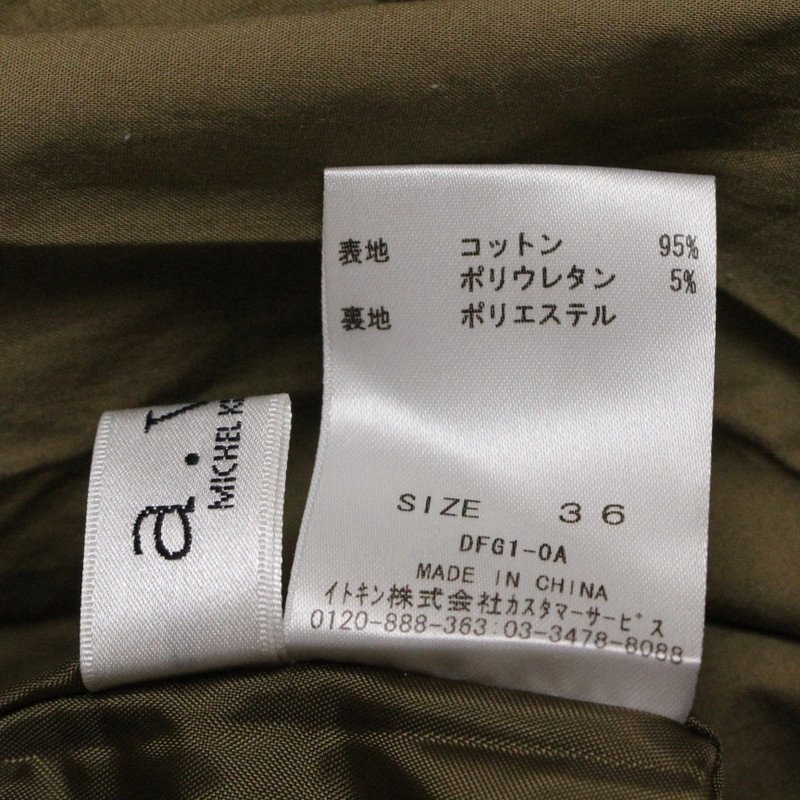 表地 コットン 95%
ポリウレタン 5%
裏地 ポリエステル
SIZE 36
DFG1-0A
MADE IN CHINA
イトキン株式会社カスタマーサービス
0120-888-363 03-3478-8088
a.
MICHEL